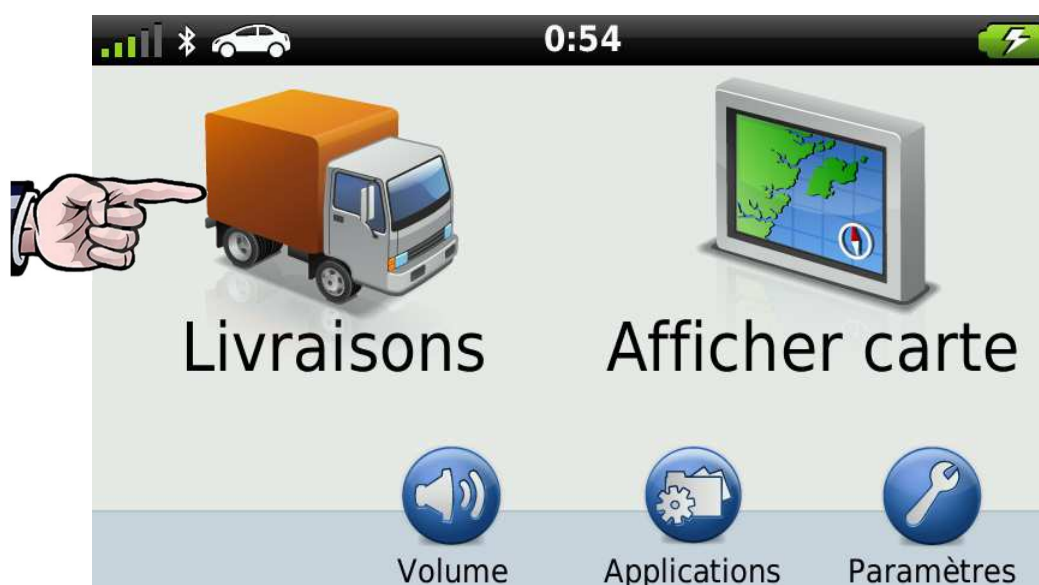 0:54
Livraisons
Afficher carte
Volume
Applications
Paramètres